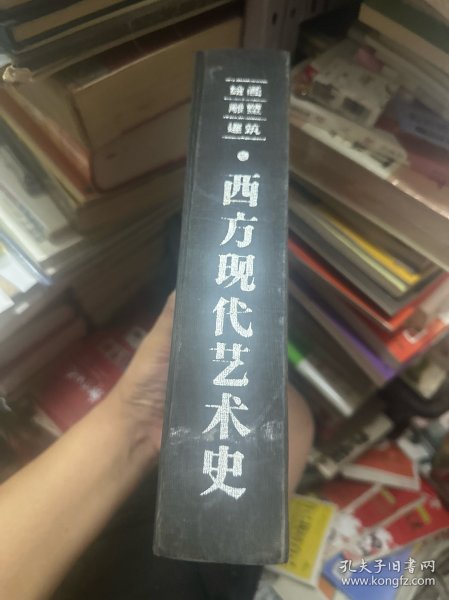 绘画
雕塑
建筑
·西方现代艺术史
孔夫子旧书网
www.kongfz.com